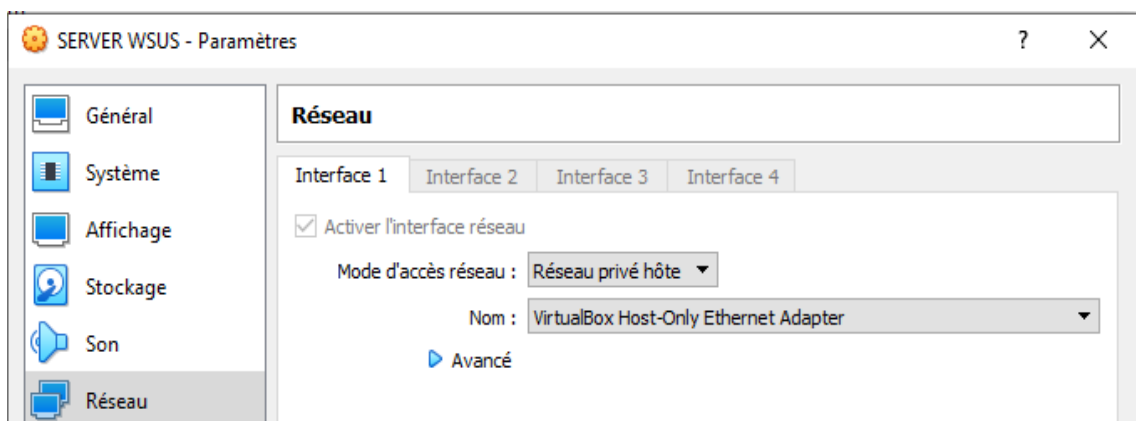 SERVER WSUS - Paramètres ? X
Général
Système
Affichage
Stockage
Son
Réseau
Réseau
Interface 1 Interface 2 Interface 3 Interface 4
Activer l'interface réseau
Mode d'accès réseau : Réseau privé hôte
Nom : VirtualBox Host-Only Ethernet Adapter
Avancé